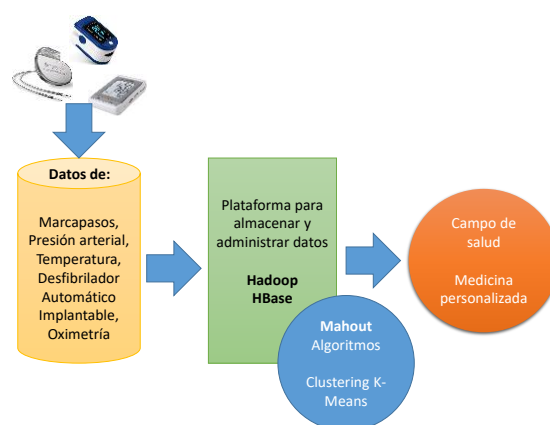 Datos de:
Marcapasos,
Presión arterial,
Temperatura,
Desfibrilador
Automático
Implantable,
Oximetría
Plataforma para
almacenar y
administrar datos
Hadoop
HBase
Mahout
Algoritmos
Clustering K-
Means
Campo de
salud
Medicina
personalizada